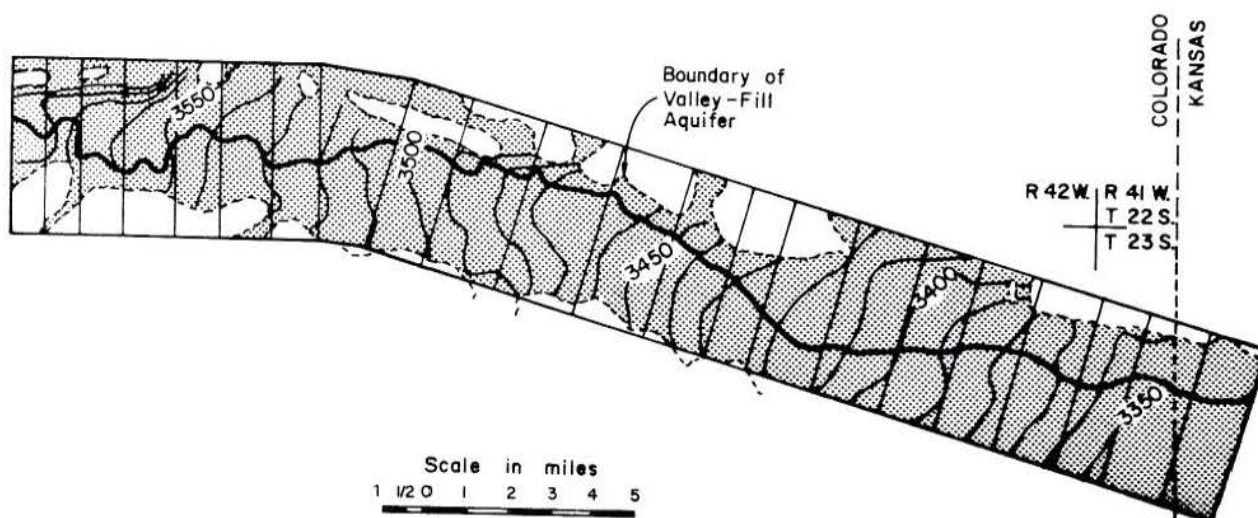 COLORADO
KANSAS
Boundary of
Valley-Fill
Aquifer
3550
3500
R 42 W. R 41 W.
T 22 S.
T 23 S.
3450
3400
3350
Scale in miles
1 1/2 0 1 2 3 4 5